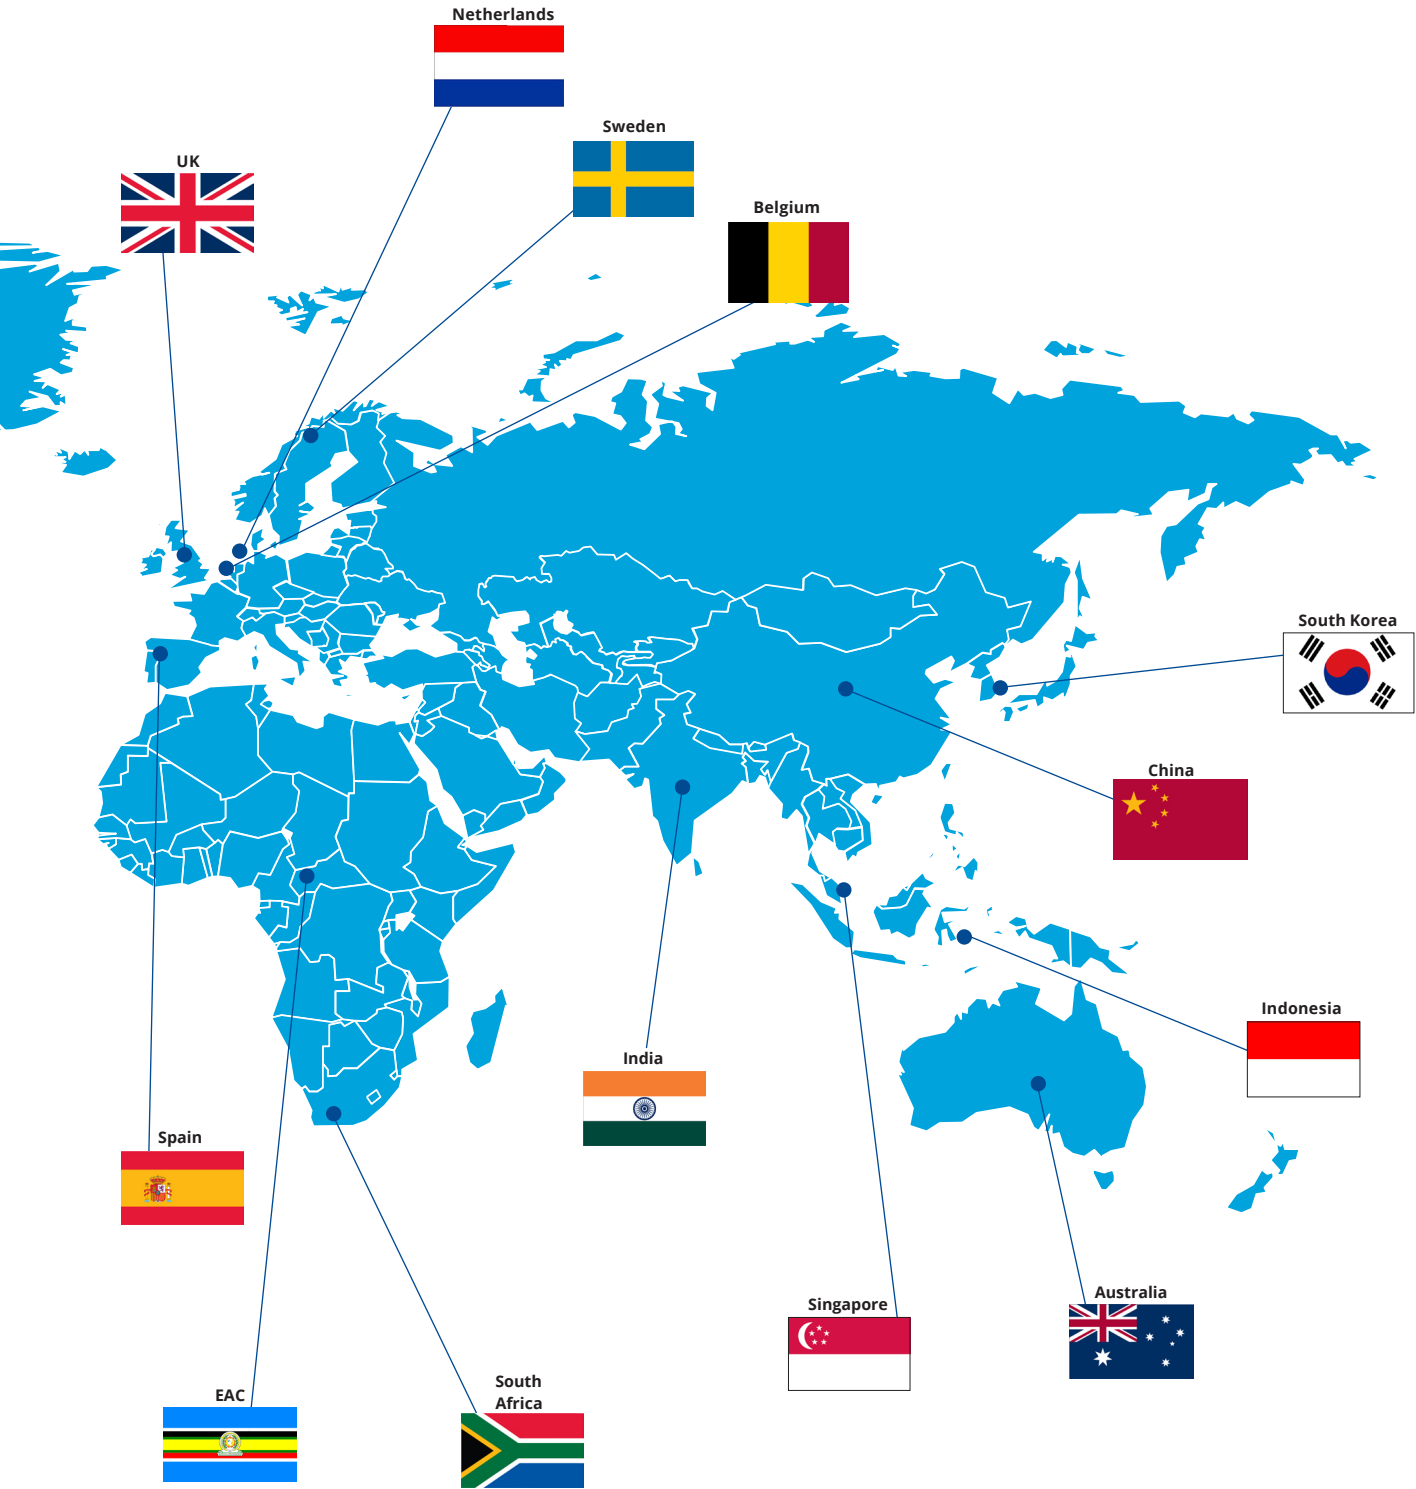 Netherlands
Sweden
UK
Belgium
South Korea
China
Indonesia
India
Spain
Australia
Singapore
South
Africa
EAC